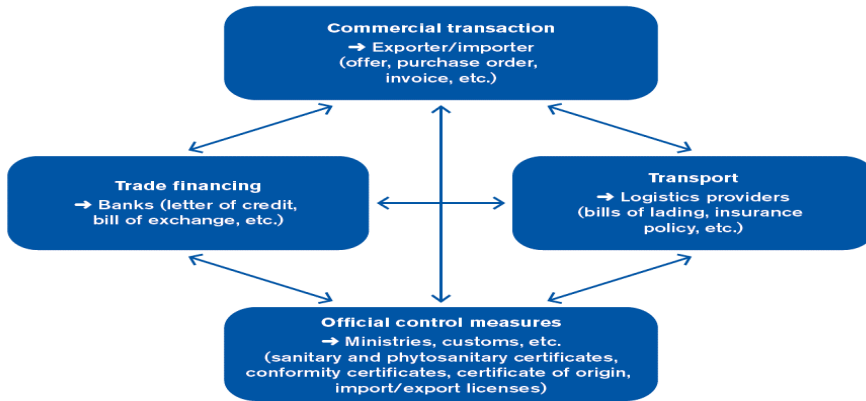 Commercial transaction
➔ Exporter/importer
(offer, purchase order,
invoice, etc.)
Trade financing
➔ Banks (letter of credit,
bill of exchange, etc.)
Transport
➔ Logistics providers
(bills of lading, insurance
policy, etc.)
Official control measures
➔ Ministries, customs, etc.
(sanitary and phytosanitary certificates,
conformity certificates, certificate of origin,
import/export licenses)